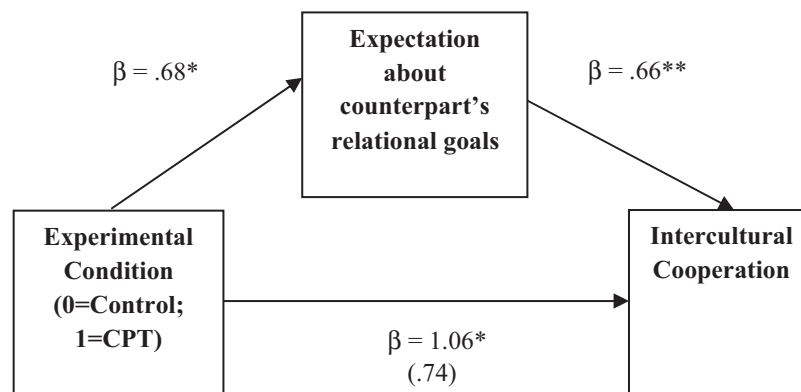 Expectation
about
counterpart’s
relational goals
β = .68*
β = .66**
Experimental
Condition
(0=Control;
1=CPT)
Intercultural
Cooperation
β = 1.06*
(.74)